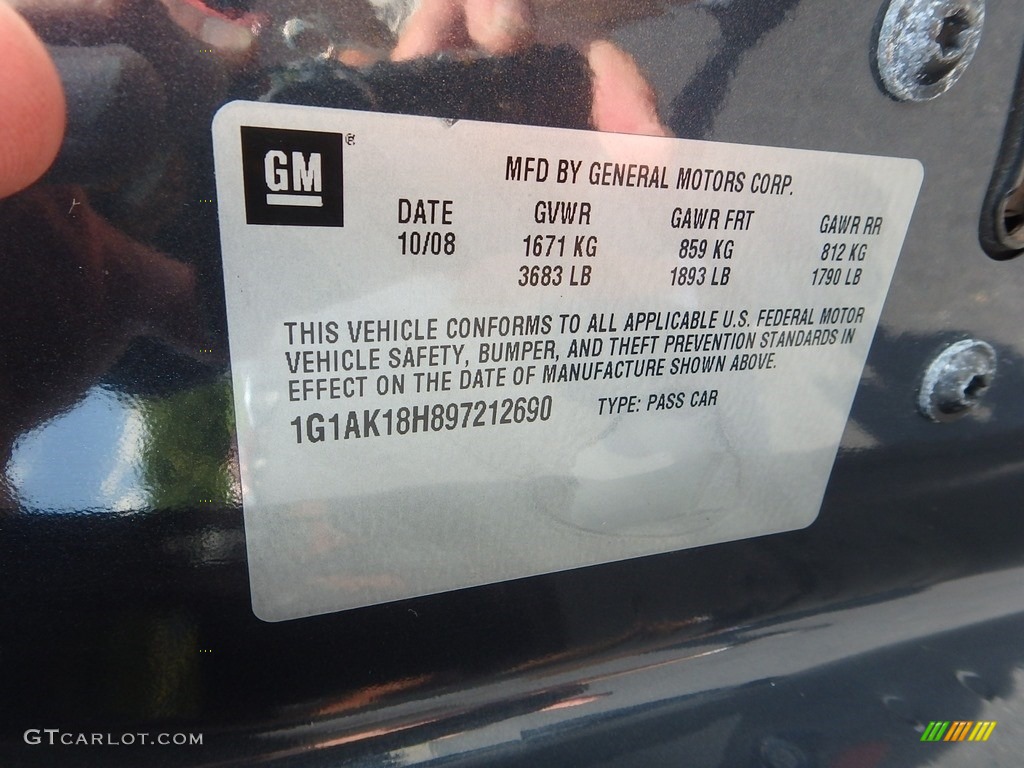 GM®
MFD BY GENERAL MOTORS CORP.
DATE GVWR GAWR FRT GAWR RR
10/08 1671 KG 859 KG 812 KG
3683 LB 1893 LB 1790 LB
THIS VEHICLE CONFORMS TO ALL APPLICABLE U.S. FEDERAL MOTOR
VEHICLE SAFETY, BUMPER, AND THEFT PREVENTION STANDARDS IN
EFFECT ON THE DATE OF MANUFACTURE SHOWN ABOVE.
1G1AK18H897212690 TYPE: PASS CAR
GTCARLOT.COM